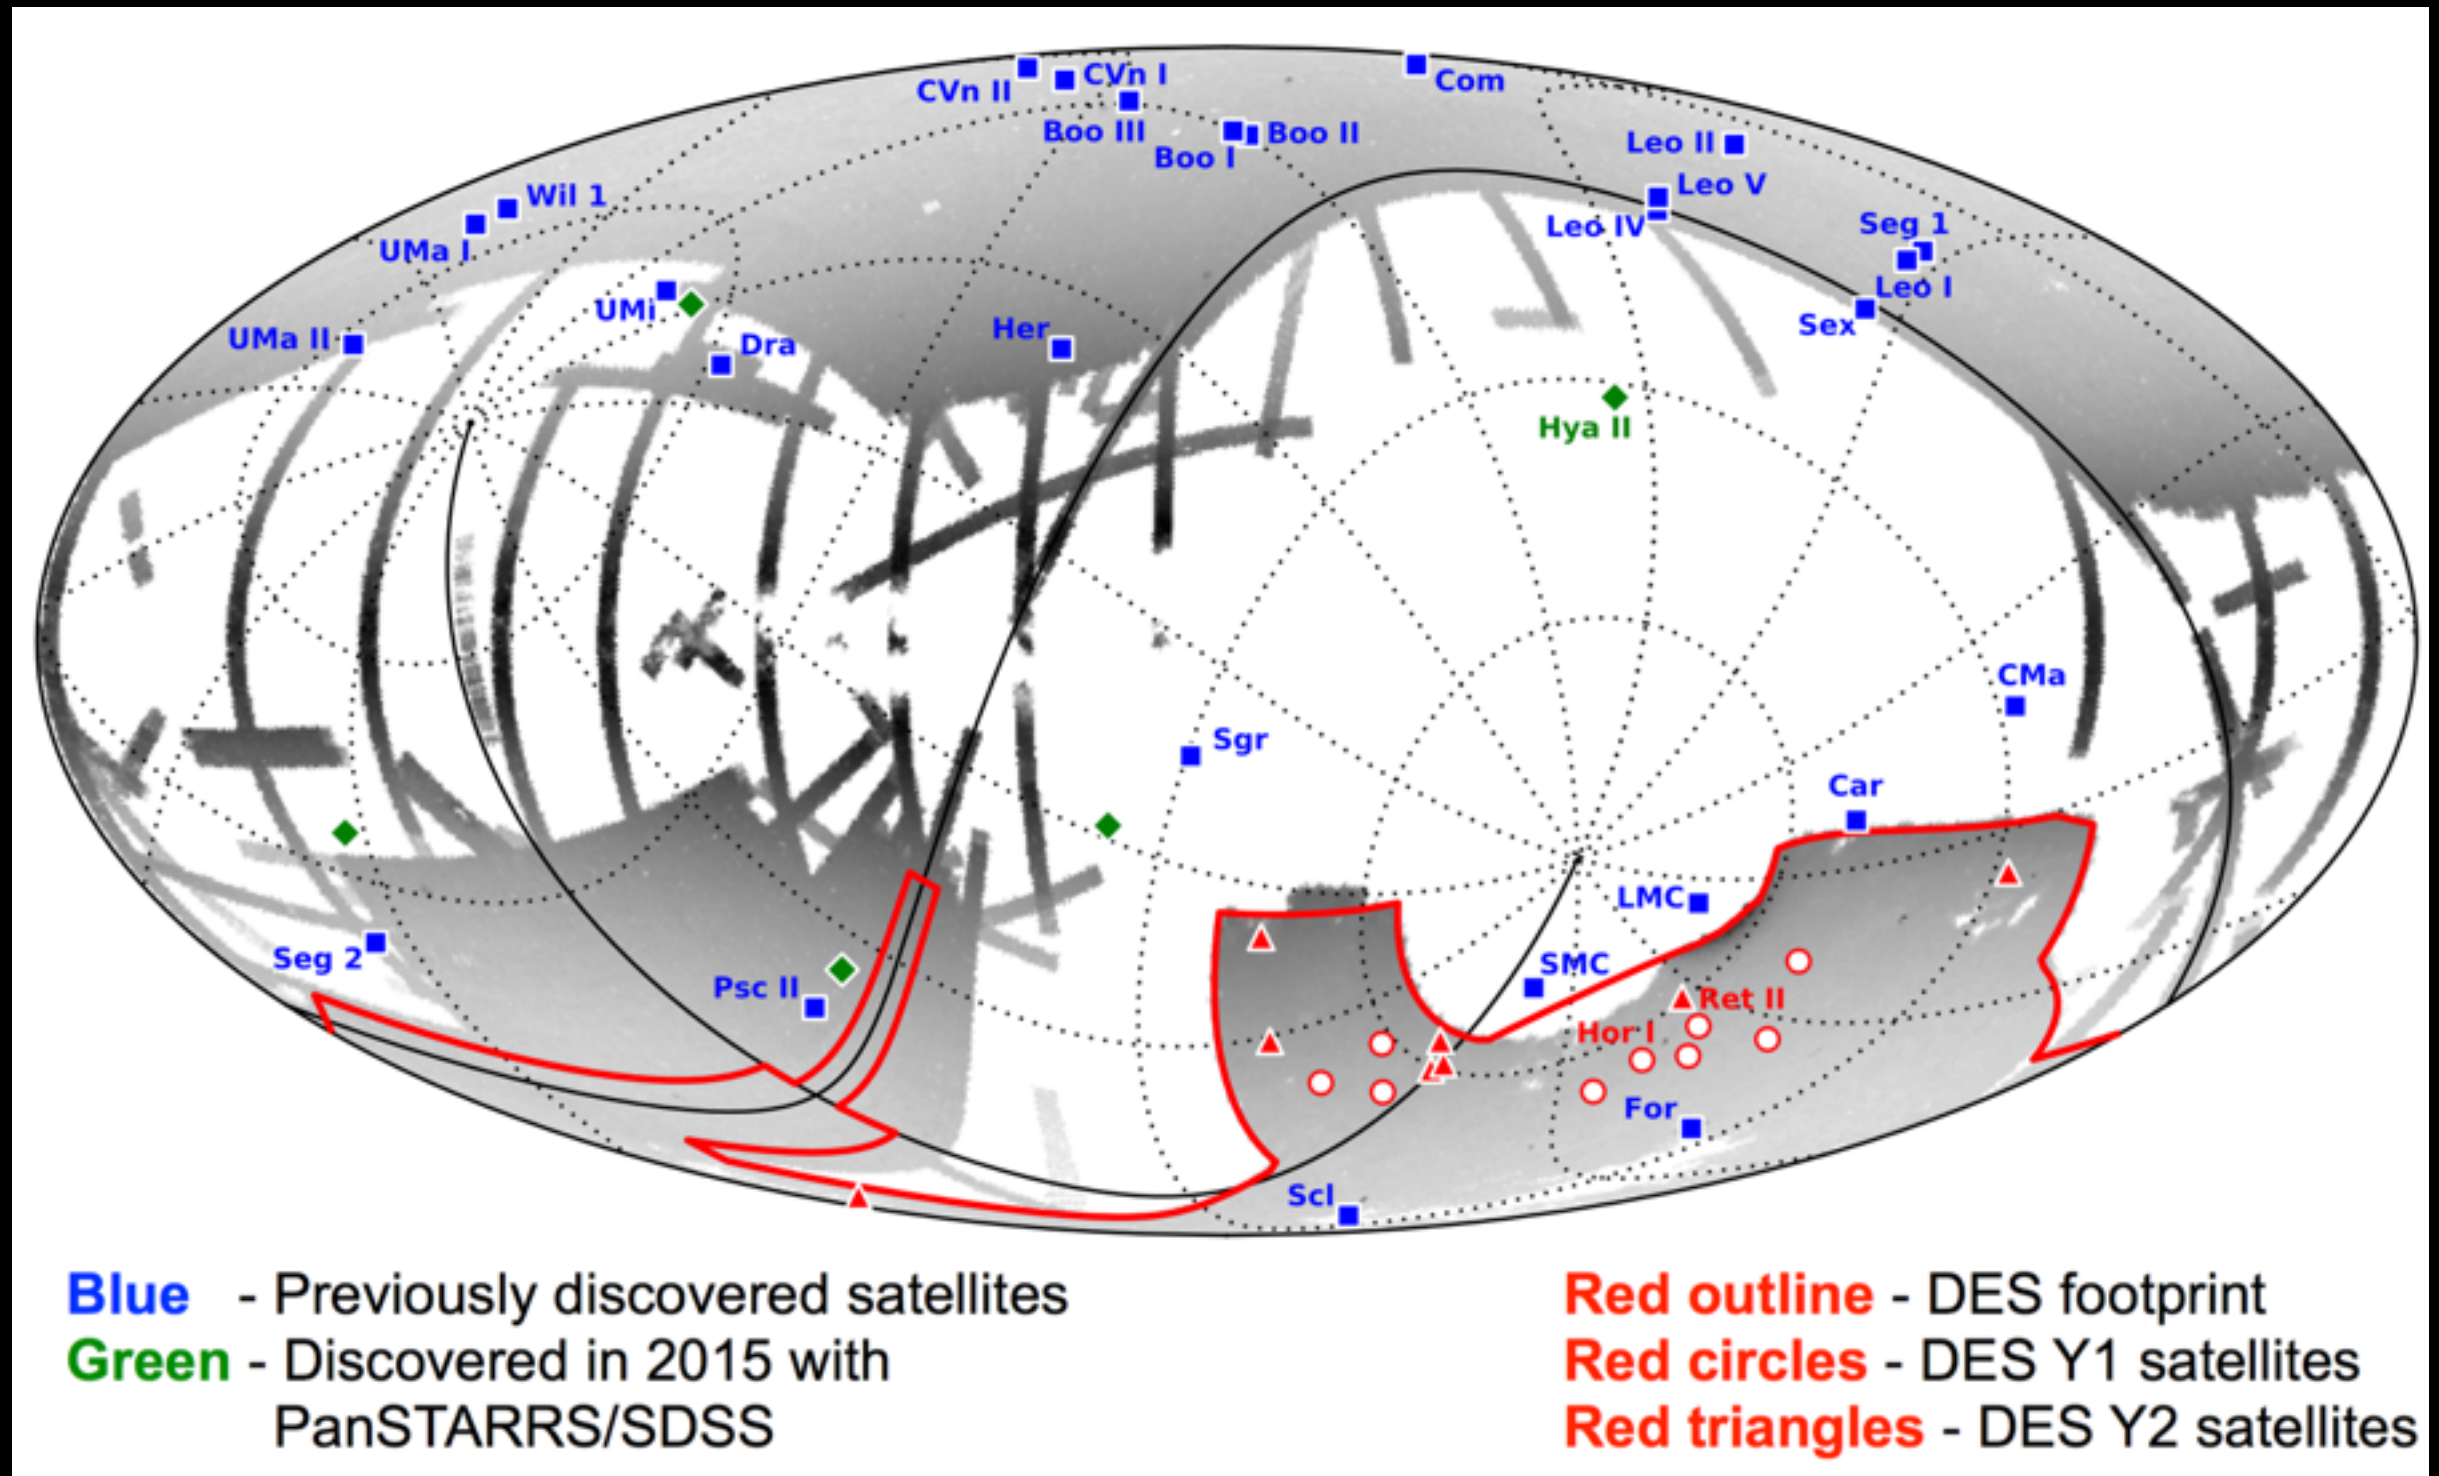 CVn II
CVn I
Com
Boo III
Boo I
Boo II
Leo II
Leo V
Wil 1
UMa I
Leo IV
Seg 1
Leo I
UMi
Sex
UMa II
Dra
Her
Hya II
CMa
Sgr
Car
LMC
Seg 2
SMC
Psc II
Ret II
Hor I
For
Scl
Blue - Previously discovered satellites
Green - Discovered in 2015 with
PanSTARRS/SDSS
Red outline - DES footprint
Red circles - DES Y1 satellites
Red triangles - DES Y2 satellites